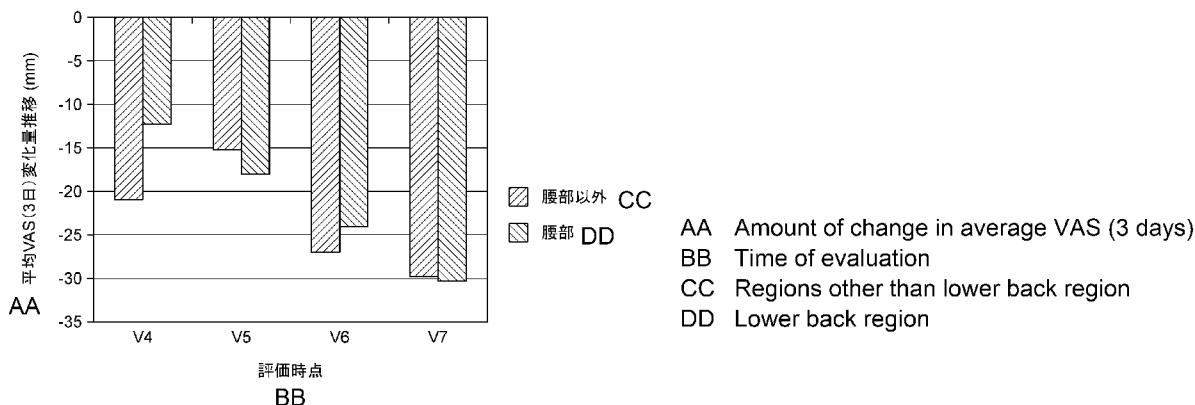 0
-5
-10
-15
-20
-25
-30
-35
平均VAS(3日)変化量推移 (mm)
AA
V4 V5 V6 V7
評価時点
BB
腰部以外 CC
腰部 DD
AA Amount of change in average VAS (3 days)
BB Time of evaluation
CC Regions other than lower back region
DD Lower back region